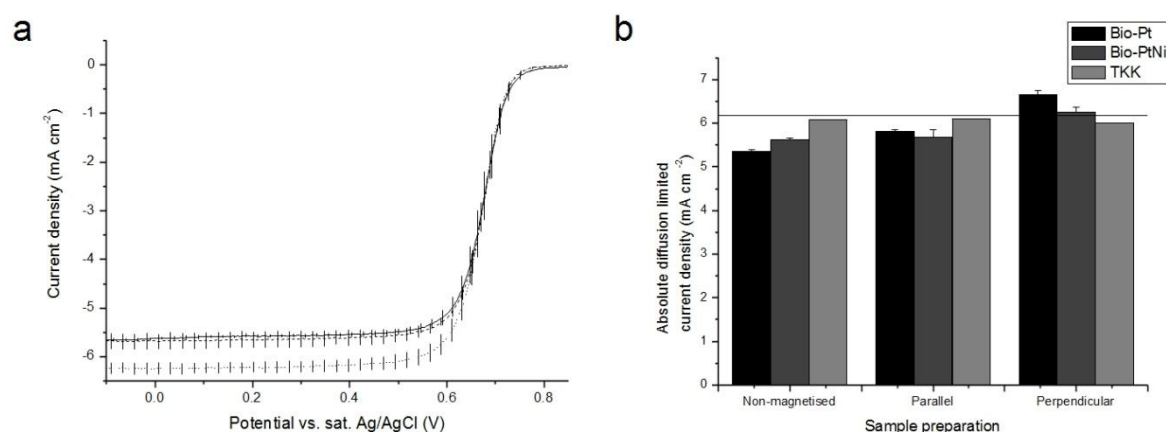 a
Current density (mA cm⁻²)
0
-1
-2
-3
-4
-5
-6
0.0 0.2 0.4 0.6 0.8
Potential vs. sat. Ag/AgCl (V)
b
Bio-Pt
Bio-PtNi
TKK
Absolute diffusion limited
current density (mA cm⁻²)
7
6
5
4
3
2
1
0
Non-magnetised Parallel Perpendicular
Sample preparation